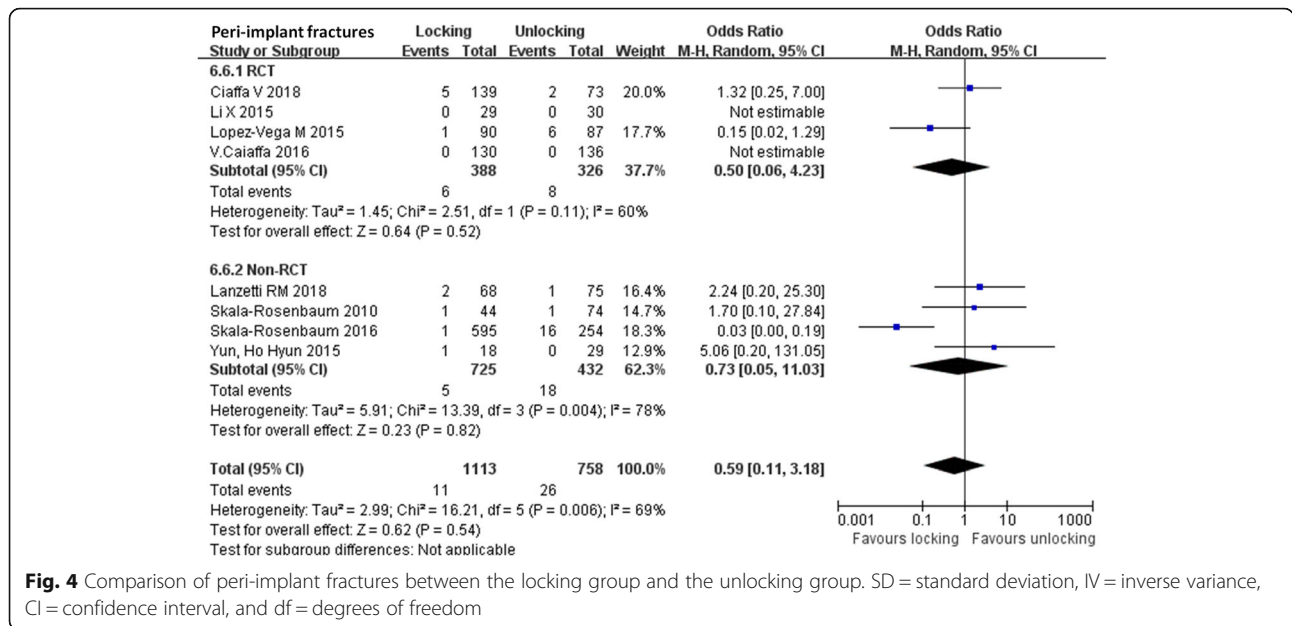 Peri-implant fractures Locking Unlocking Odds Ratio Odds Ratio
Study or Subgroup Events Total Events Total Weight M-H, Random, 95% CI M-H, Random, 95% CI
6.6.1 RCT
Ciaffa V 2018 5 139 2 73 20.0% 1.32 [0.25, 7.00]
Li X 2015 0 29 0 30 Not estimable
Lopez-Vega M 2015 1 90 6 87 17.7% 0.15 [0.02, 1.29]
V.Caiaffa 2016 0 130 0 136 Not estimable
Subtotal (95% CI) 388 326 37.7% 0.50 [0.06, 4.23]
Total events 6 8
Heterogeneity: Tau² = 1.45; Chi² = 2.51, df = 1 (P = 0.11); I² = 60%
Test for overall effect: Z = 0.64 (P = 0.52)
6.6.2 Non-RCT
Lanzetti RM 2018 2 68 1 75 16.4% 2.24 [0.20, 25.30]
Skala-Rosenbaum 2010 1 44 1 74 14.7% 1.70 [0.10, 27.84]
Skala-Rosenbaum 2016 1 595 16 254 18.3% 0.03 [0.00, 0.19]
Yun, Ho Hyun 2015 1 18 0 29 12.9% 5.06 [0.20, 131.05]
Subtotal (95% CI) 725 432 62.3% 0.73 [0.05, 11.03]
Total events 5 18
Heterogeneity: Tau² = 5.91; Chi² = 13.39, df = 3 (P = 0.004); I² = 78%
Test for overall effect: Z = 0.23 (P = 0.82)
Total (95% CI) 1113 758 100.0% 0.59 [0.11, 3.18]
Total events 11 26
Heterogeneity: Tau² = 2.99; Chi² = 16.21, df = 5 (P = 0.006); I² = 69%
Test for overall effect: Z = 0.62 (P = 0.54)
Test for subgroup differences: Not applicable
0.001 0.1 1 10 1000
Favours locking Favours unlocking
Fig. 4 Comparison of peri-implant fractures between the locking group and the unlocking group. SD = standard deviation, IV = inverse variance,
CI = confidence interval, and df = degrees of freedom